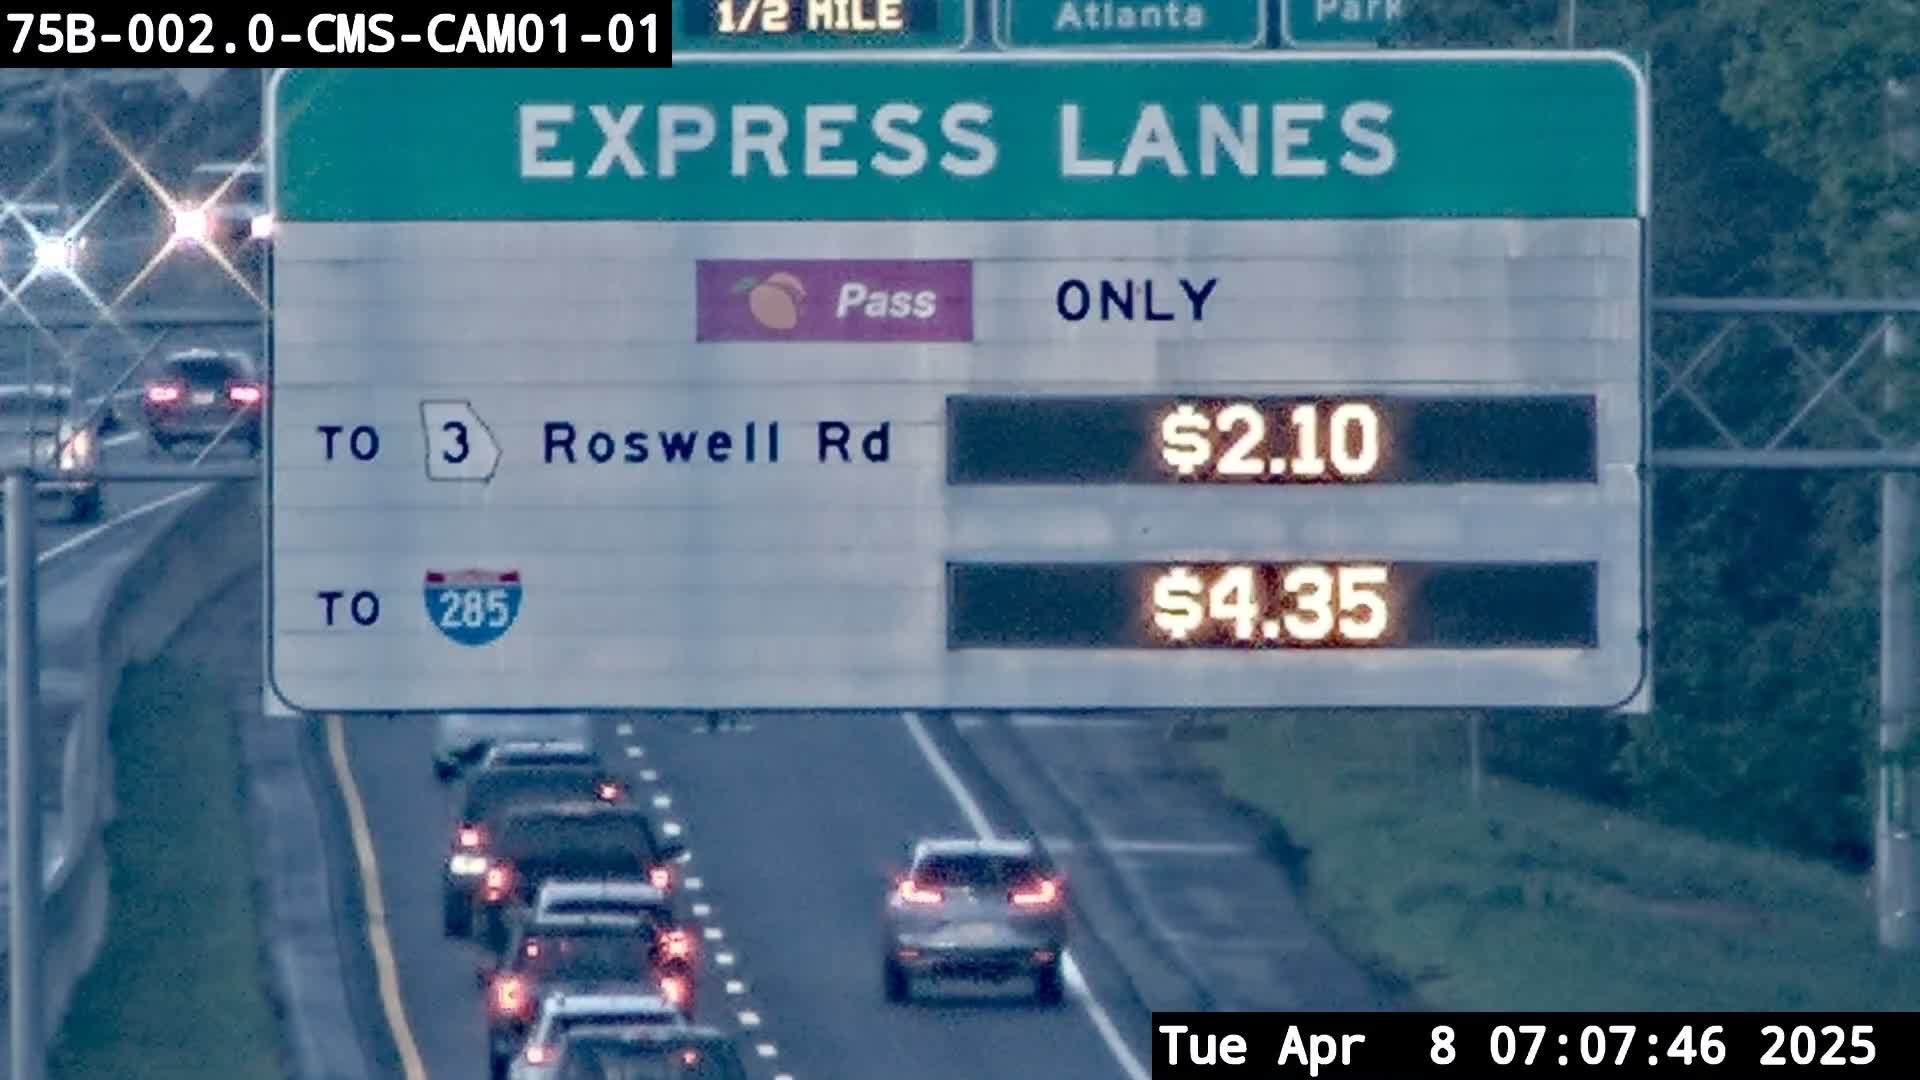 75B-002.0-CMS-CAM01-01
1/2 MILE
Atlanta
Park
EXPRESS LANES
Pass ONLY
TO 3 Roswell Rd $2.10
TO 285 $4.35
Tue Apr 8 07:07:46 2025